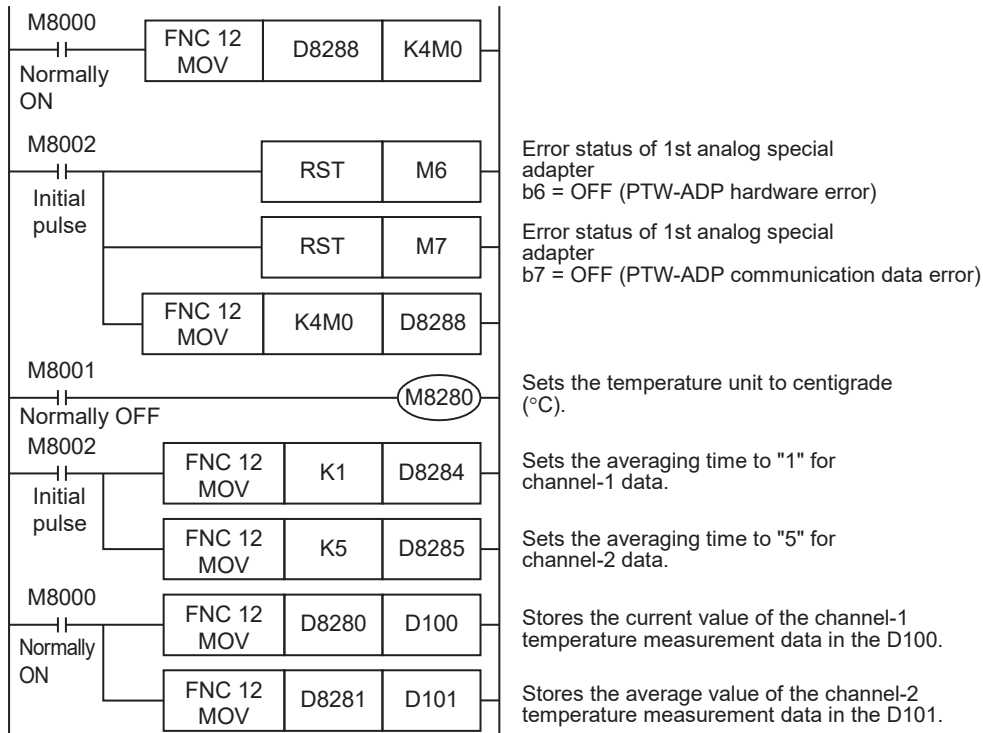 M8000
FNC 12
MOV
D8288
K4M0
Normally
ON
M8002
Initial
pulse
RST
M6
Error status of 1st analog special
adapter
b6 = OFF (PTW-ADP hardware error)
RST
M7
Error status of 1st analog special
adapter
b7 = OFF (PTW-ADP communication data error)
FNC 12
MOV
K4M0
D8288
M8001
Normally OFF
M8280
Sets the temperature unit to centigrade
(°C).
M8002
Initial
pulse
FNC 12
MOV
K1
D8284
Sets the averaging time to "1" for
channel-1 data.
FNC 12
MOV
K5
D8285
Sets the averaging time to "5" for
channel-2 data.
M8000
Normally
ON
FNC 12
MOV
D8280
D100
Stores the current value of the channel-1
temperature measurement data in the D100.
FNC 12
MOV
D8281
D101
Stores the average value of the channel-2
temperature measurement data in the D101.